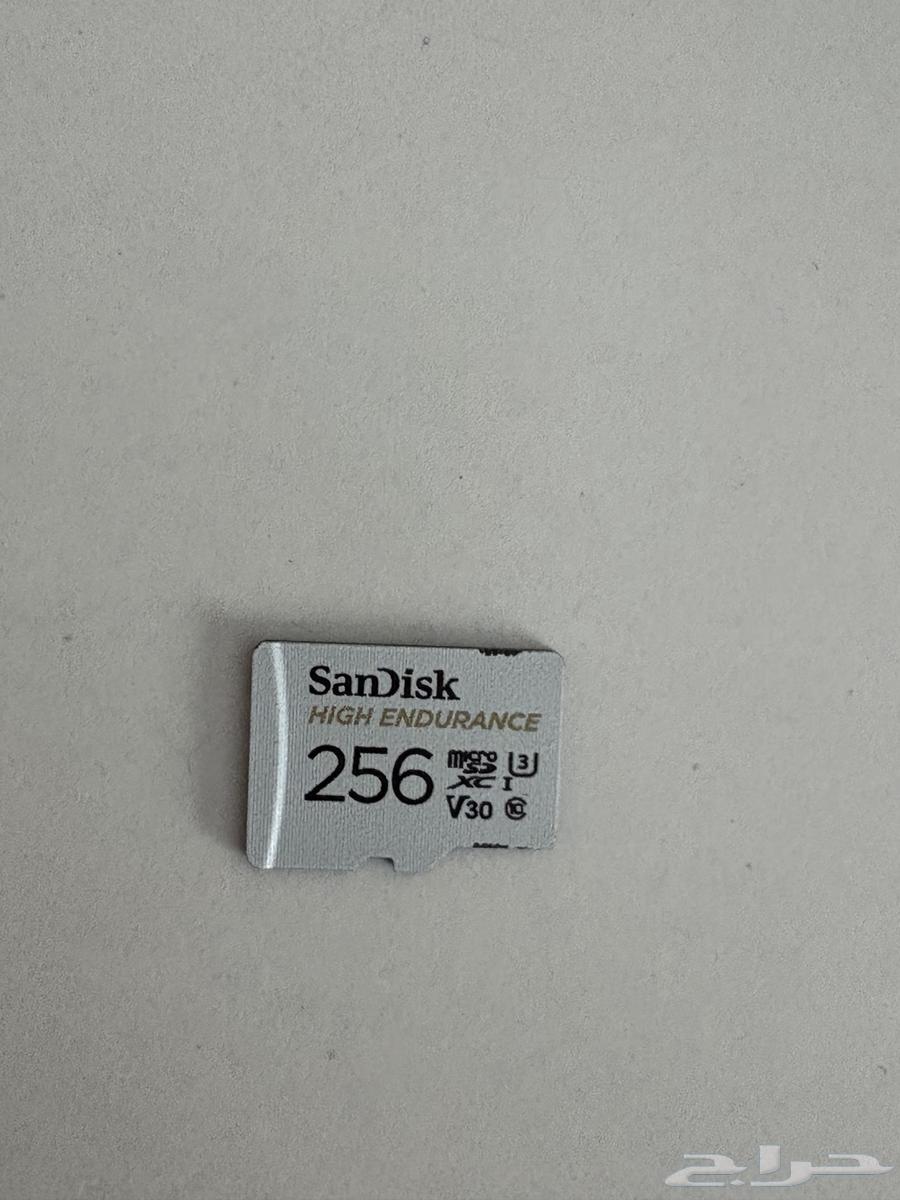 SanDisk
HIGH ENDURANCE
256 micro SD XC I U3
V30 10
حراج